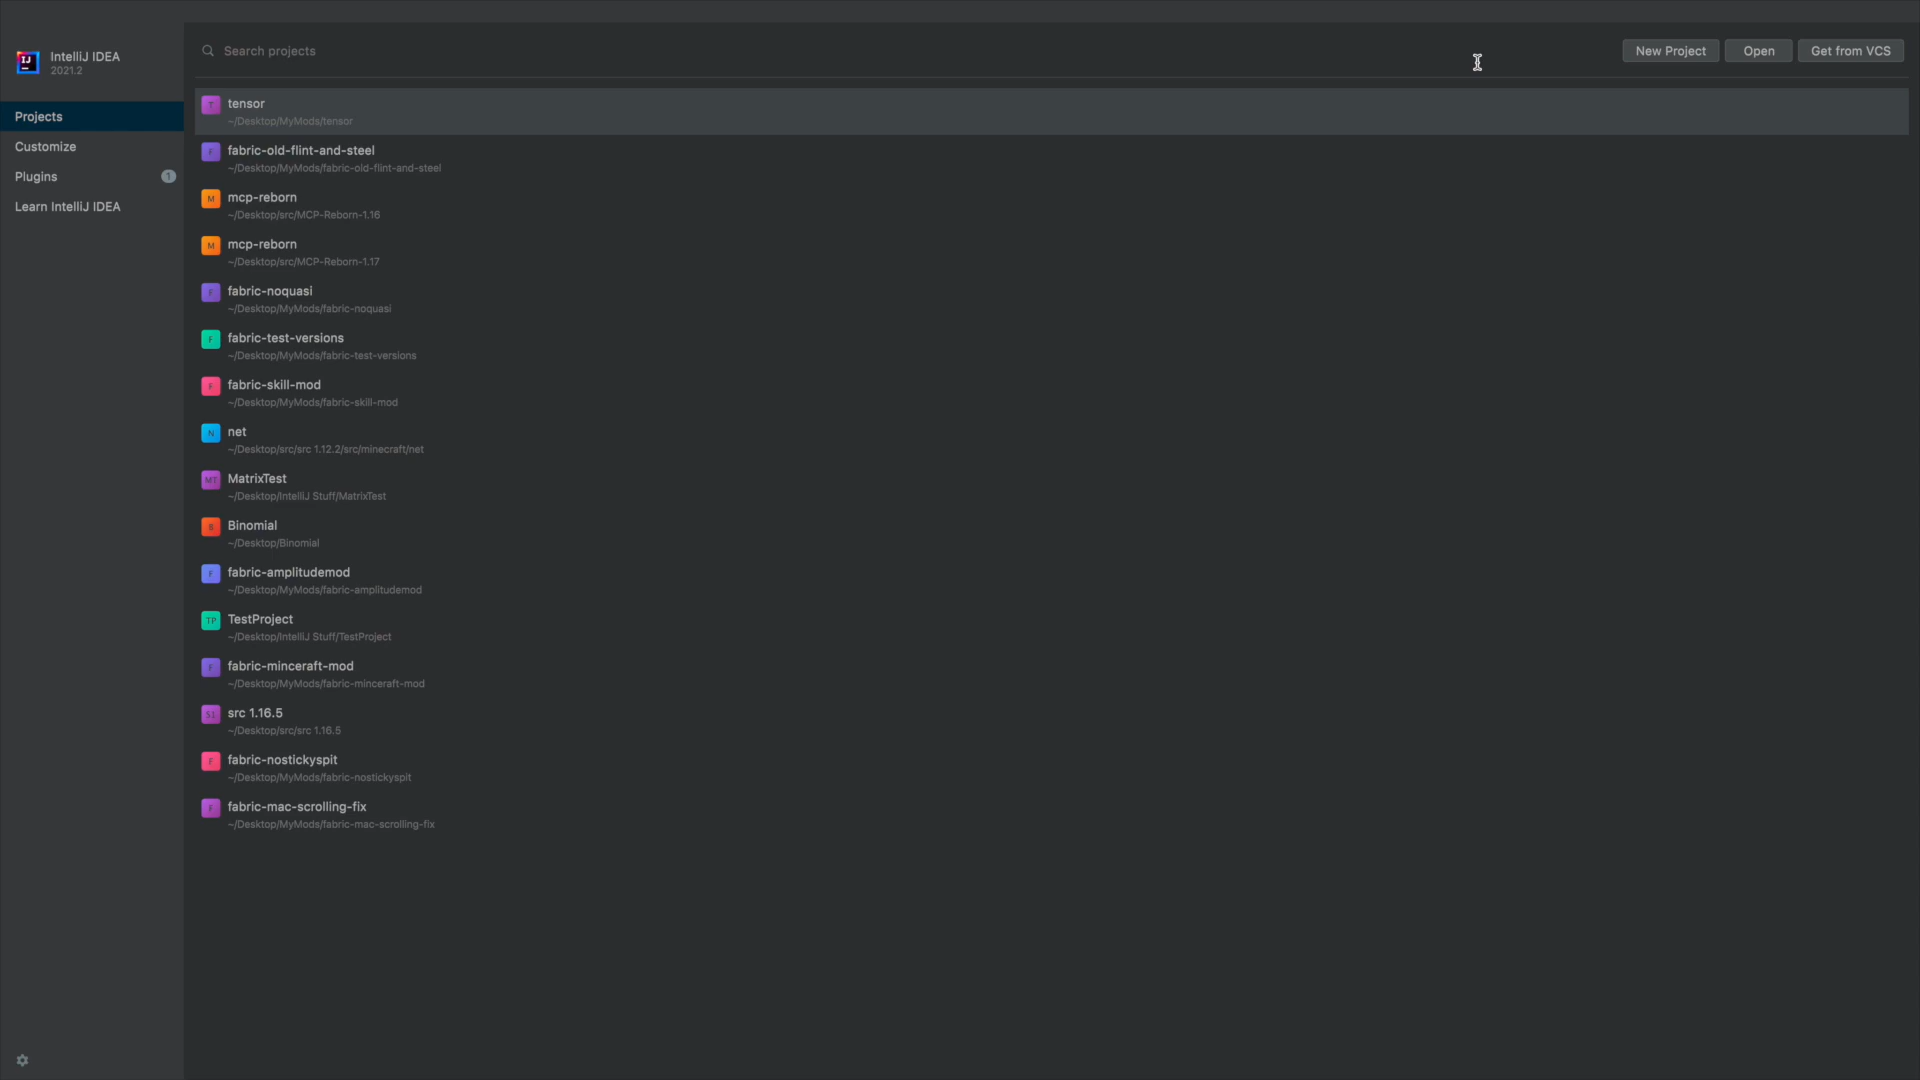 IntelliJ IDEA
2021.2
Search projects
New Project
Open
Get from VCS
Projects
Customize
Plugins
1
Learn IntelliJ IDEA
T
tensor
~/Desktop/MyMods/tensor
F
fabric-old-flint-and-steel
~/Desktop/MyMods/fabric-old-flint-and-steel
M
mcp-reborn
~/Desktop/src/MCP-Reborn-1.16
M
mcp-reborn
~/Desktop/src/MCP-Reborn-1.17
F
fabric-noquasi
~/Desktop/MyMods/fabric-noquasi
F
fabric-test-versions
~/Desktop/MyMods/fabric-test-versions
F
fabric-skill-mod
~/Desktop/MyMods/fabric-skill-mod
N
net
~/Desktop/src/src 1.12.2/src/minecraft/net
MT
MatrixTest
~/Desktop/IntelliJ Stuff/MatrixTest
B
Binomial
~/Desktop/Binomial
F
fabric-amplitudemod
~/Desktop/MyMods/fabric-amplitudemod
TP
TestProject
~/Desktop/IntelliJ Stuff/TestProject
F
fabric-minceraft-mod
~/Desktop/MyMods/fabric-minceraft-mod
S1
src 1.16.5
~/Desktop/src/src 1.16.5
F
fabric-nostickyspit
~/Desktop/MyMods/fabric-nostickyspit
F
fabric-mac-scrolling-fix
~/Desktop/MyMods/fabric-mac-scrolling-fix